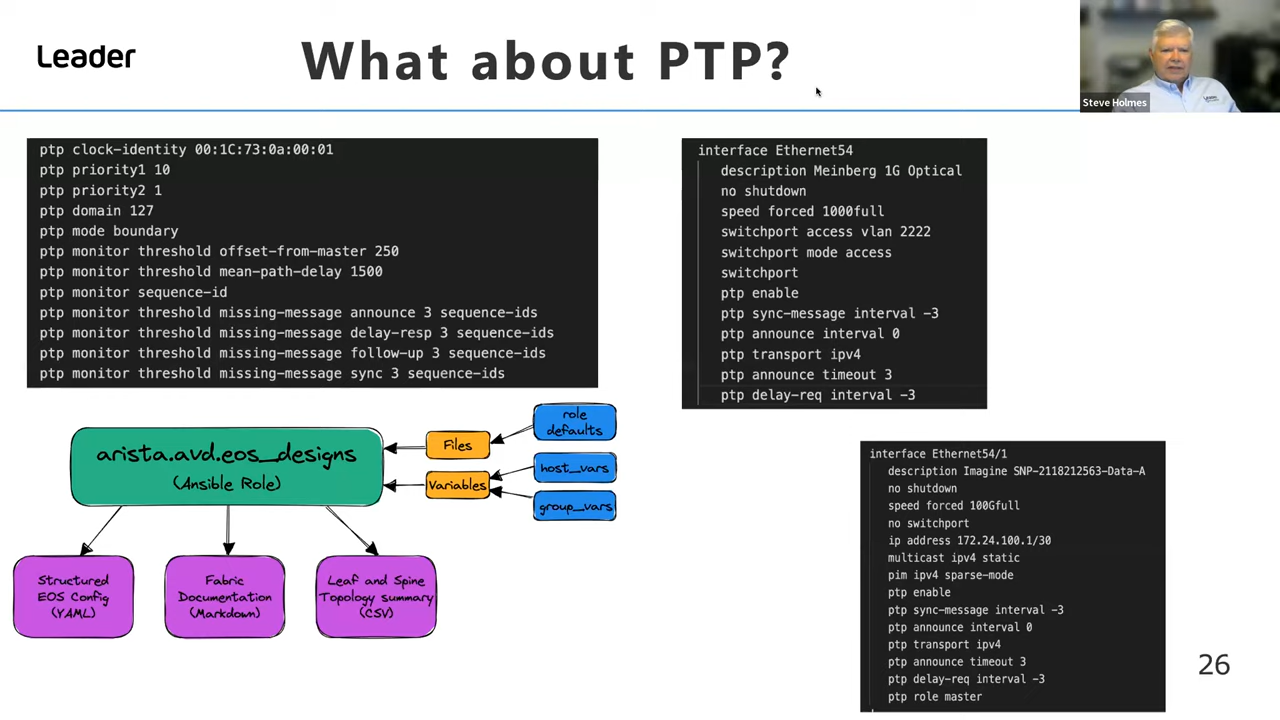 Leader
What about PTP?
Steve Holmes
ptp clock-identity 00:1C:73:0a:00:01
ptp priority1 10
ptp priority2 1
ptp domain 127
ptp mode boundary
ptp monitor threshold offset-from-master 250
ptp monitor threshold mean-path-delay 1500
ptp monitor sequence-id
ptp monitor threshold missing-message announce 3 sequence-ids
ptp monitor threshold missing-message delay-resp 3 sequence-ids
ptp monitor threshold missing-message follow-up 3 sequence-ids
ptp monitor threshold missing-message sync 3 sequence-ids
interface Ethernet54
description Meinberg 1G Optical
no shutdown
speed forced 1000full
switchport access vlan 2222
switchport mode access
switchport
ptp enable
ptp sync-message interval -3
ptp announce interval 0
ptp transport ipv4
ptp announce timeout 3
ptp delay-req interval -3
arista.avd.eos_designs
(Ansible Role)
Files
Variables
role
defaults
host_vars
group_vars
Structured
EOS Config
(YAML)
Fabric
Documentation
(Markdown)
Leaf and Spine
Topology summary
(CSV)
interface Ethernet54/1
description Imagine SNP-2118212563-Data-A
no shutdown
speed forced 100Gfull
no switchport
ip address 172.24.100.1/30
multicast ipv4 static
pim ipv4 sparse-mode
ptp enable
ptp sync-message interval -3
ptp announce interval 0
ptp transport ipv4
ptp announce timeout 3
ptp delay-req interval -3
ptp role master
26